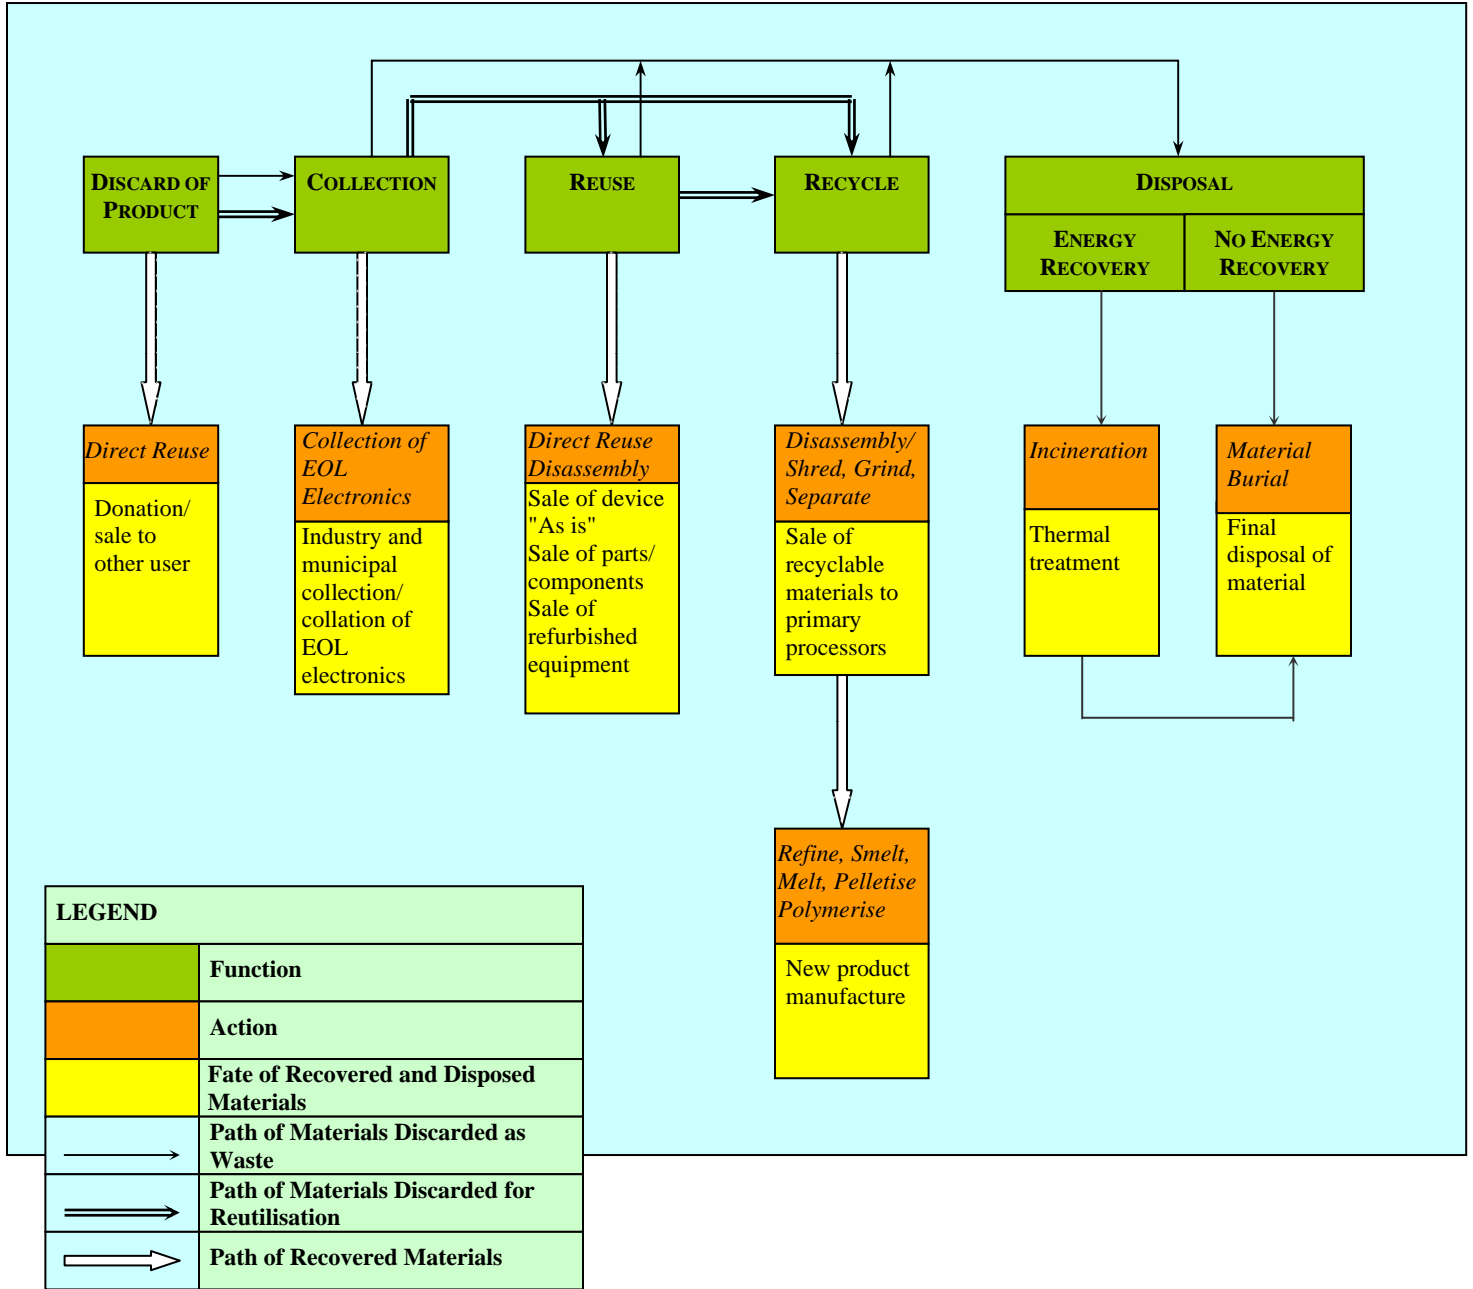 DISCARD OF
PRODUCT
COLLECTION
REUSE
RECYCLE
DISPOSAL
ENERGY
RECOVERY
NO ENERGY
RECOVERY
Direct Reuse
Donation/
sale to
other user
Collection of
EOL
Electronics
Industry and
municipal
collection/
collation of
EOL
electronics
Direct Reuse
Disassembly
Sale of device
"As is"
Sale of parts/
components
Sale of
refurbished
equipment
Disassembly/
Shred, Grind,
Separate
Sale of
recyclable
materials to
primary
processors
Incineration
Thermal
treatment
Material
Burial
Final
disposal of
material
Refine, Smelt,
Melt, Pelletise
Polymerise
New product
manufacture
LEGEND
Function
Action
Fate of Recovered and Disposed
Materials
Path of Materials Discarded as
Waste
Path of Materials Discarded for
Reutilisation
Path of Recovered Materials